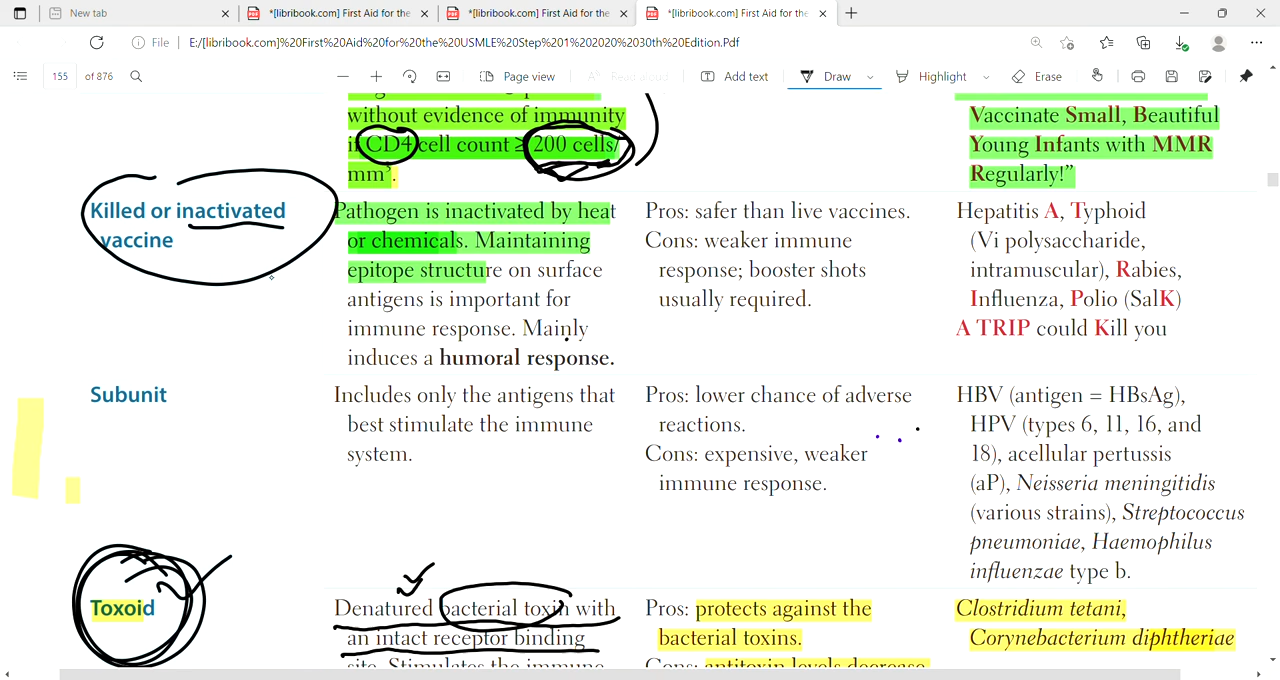 New tab
*[libribook.com] First Aid for the
*[libribook.com] First Aid for the
*[libribook.com] First Aid for the
File
E:/[libribook.com]%20First%20Aid%20for%20the%20USMLE%20Step%201%202020%2030th%20Edition.Pdf
155 of 876
Page view
Read aloud
Add text
Draw
Highlight
Erase
without evidence of immunity
if CD4 cell count ≥ 200 cells/
mm³.
Vaccinate Small, Beautiful
Young Infants with MMR
Regularly!”
Killed or inactivated
vaccine
Pathogen is inactivated by heat
or chemicals. Maintaining
epitope structure on surface
antigens is important for
immune response. Mainly
induces a humoral response.
Pros: safer than live vaccines.
Cons: weaker immune
response; booster shots
usually required.
Hepatitis A, Typhoid
(Vi polysaccharide,
intramuscular), Rabies,
Influenza, Polio (SalK)
A TRIP could Kill you
Subunit
Includes only the antigens that
best stimulate the immune
system.
Pros: lower chance of adverse
reactions.
Cons: expensive, weaker
immune response.
HBV (antigen = HBsAg),
HPV (types 6, 11, 16, and
18), acellular pertussis
(aP), Neisseria meningitidis
(various strains), Streptococcus
pneumoniae, Haemophilus
influenzae type b.
Toxoid
Denatured bacterial toxin with
an intact receptor binding
site. Stimulates the immune
Pros: protects against the
bacterial toxins.
Cons: antitoxin levels decrease
Clostridium tetani,
Corynebacterium diphtheriae